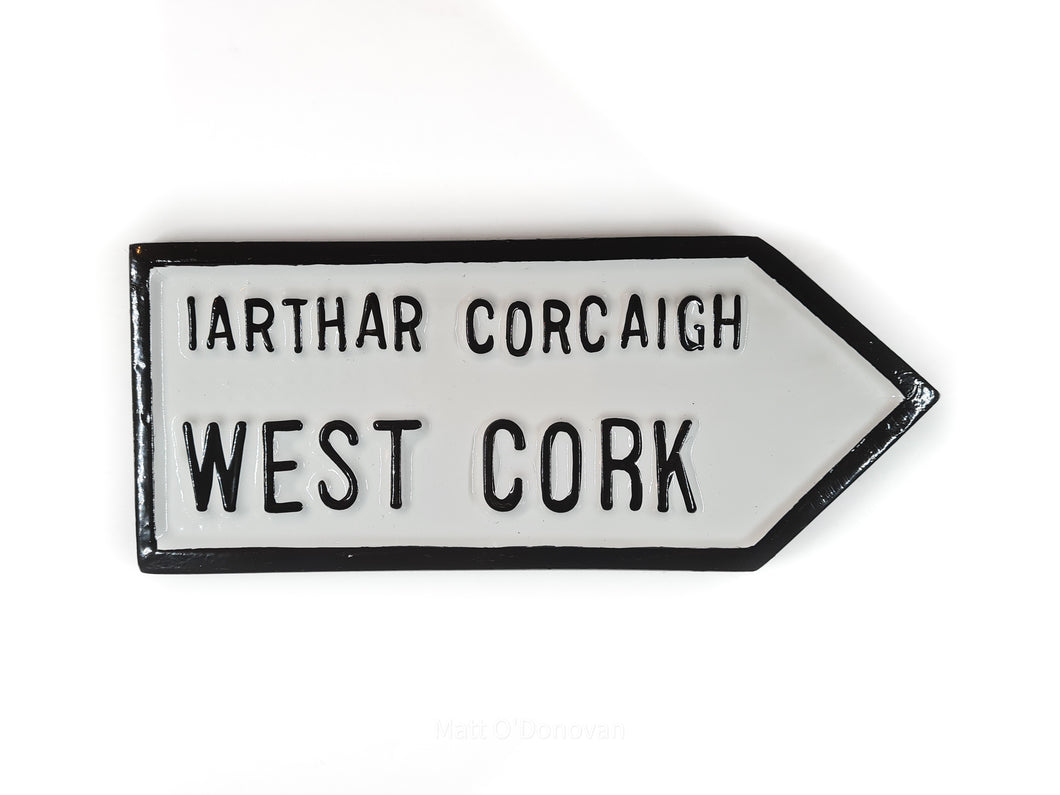 IARTHAR CORCAIGH
WEST CORK
Matt O'Donovan